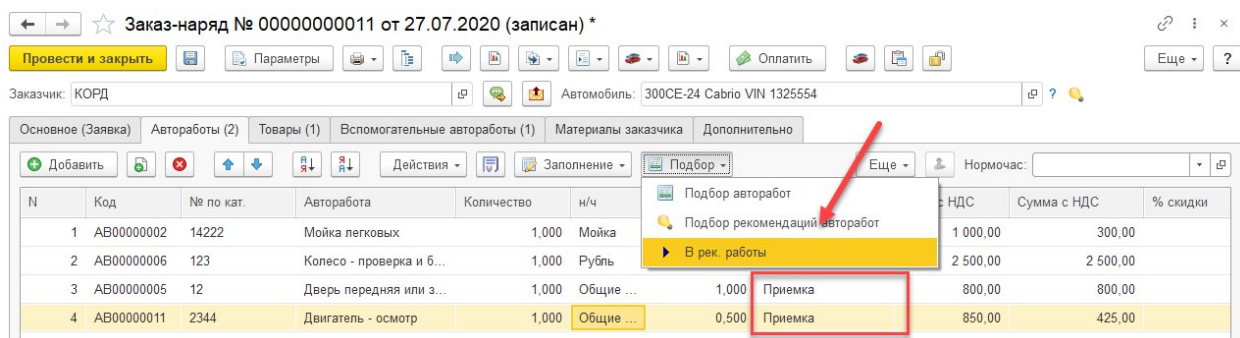 Заказ-наряд № 00000000011 от 27.07.2020 (записан) *
Провести и закрыть Параметры Оплатить Еще ?
Заказчик: КОРД Автомобиль: 300CE-24 Cabrio VIN 1325554 ?
Основное (Заявка) Автоработы (2) Товары (1) Вспомогательные автоработы (1) Материалы заказчика Дополнительно
Добавить Действия Заполнение Подбор Еще Нормочас:
N Код № по кат. Авторабота Количество н/ч с НДС Сумма с НДС % скидки
Подбор авторабот
Подбор рекомендаций авторабот
В рек. работы
1 АВ00000002 14222 Мойка легковых 1,000 Мойка 1 000,00 300,00
2 АВ00000006 123 Колесо - проверка и б... 1,000 Рубль 2 500,00 2 500,00
3 АВ00000005 12 Дверь передняя или з... 1,000 Общие ... 1,000 Приемка 800,00 800,00
4 АВ00000011 2344 Двигатель - осмотр 1,000 Общие ... 0,500 Приемка 850,00 425,00